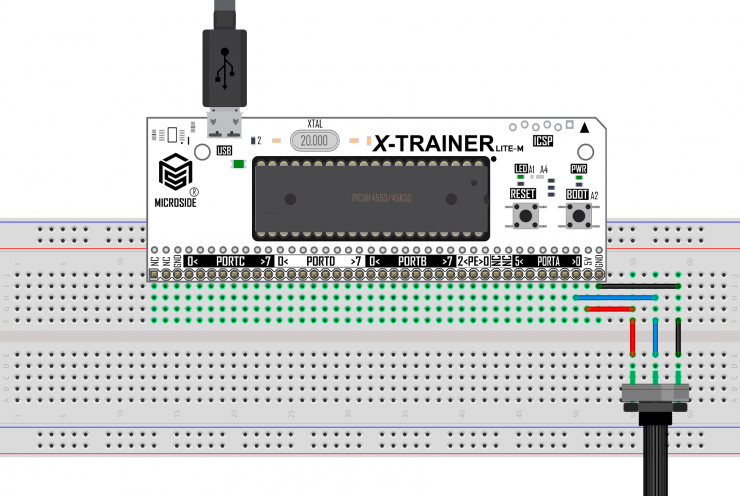 XTAL
20.000
X-TRAINER LITE-M
ICSP
USB
2
1
MICROSIDE
®
PIC18F4550/45K50
LED A1 A4
PWR
RESET
BOOT A2
NC NC GND 0< PORTC >7 0< PORTD >7 0< PORTB >7 2<PE>0 NC NC 5< PORTA >0 5V GND